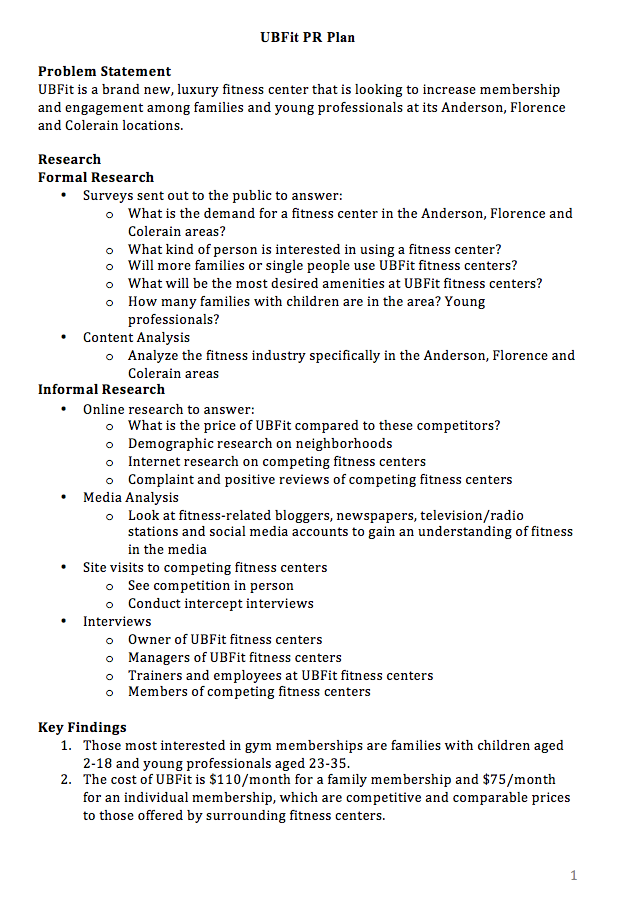 UBFit PR Plan
Problem Statement
UBFit is a brand new, luxury fitness center that is looking to increase membership
and engagement among families and young professionals at its Anderson, Florence
and Colerain locations.
Research
Formal Research
• Surveys sent out to the public to answer:
o What is the demand for a fitness center in the Anderson, Florence and
Colerain areas?
o What kind of person is interested in using a fitness center?
o Will more families or single people use UBFit fitness centers?
o What will be the most desired amenities at UBFit fitness centers?
o How many families with children are in the area? Young
professionals?
• Content Analysis
o Analyze the fitness industry specifically in the Anderson, Florence and
Colerain areas
Informal Research
• Online research to answer:
o What is the price of UBFit compared to these competitors?
o Demographic research on neighborhoods
o Internet research on competing fitness centers
o Complaint and positive reviews of competing fitness centers
• Media Analysis
o Look at fitness-related bloggers, newspapers, television/radio
stations and social media accounts to gain an understanding of fitness
in the media
• Site visits to competing fitness centers
o See competition in person
o Conduct intercept interviews
• Interviews
o Owner of UBFit fitness centers
o Managers of UBFit fitness centers
o Trainers and employees at UBFit fitness centers
o Members of competing fitness centers
Key Findings
1. Those most interested in gym memberships are families with children aged
2-18 and young professionals aged 23-35.
2. The cost of UBFit is $110/month for a family membership and $75/month
for an individual membership, which are competitive and comparable prices
to those offered by surrounding fitness centers.
1